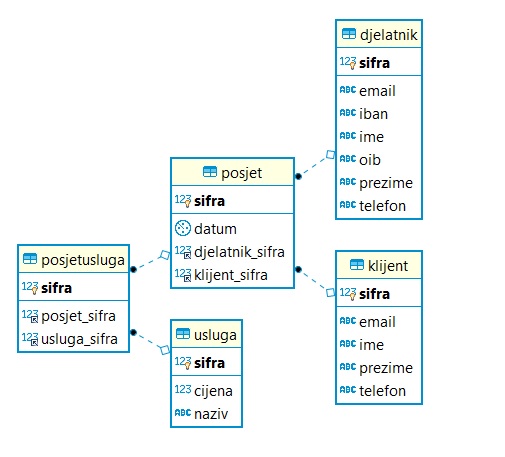 djelatnik
123 sifra
ABC email
ABC iban
ABC ime
ABC oib
ABC prezime
ABC telefon
posjet
123 sifra
datum
123 djelatnik_sifra
123 klijent_sifra
posjetusluga
123 sifra
123 posjet_sifra
123 usluga_sifra
klijent
123 sifra
ABC email
ABC ime
ABC prezime
ABC telefon
usluga
123 sifra
123 cijena
ABC naziv